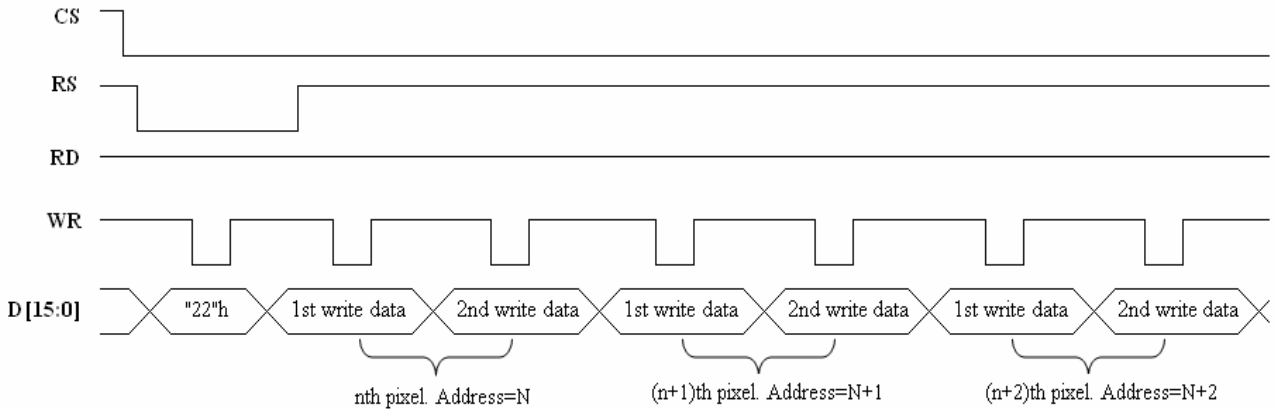 CS
RS
RD
WR
D[15:0] "22"h 1st write data 2nd write data 1st write data 2nd write data 1st write data 2nd write data
nth pixel. Address=N (n+1)th pixel. Address=N+1 (n+2)th pixel. Address=N+2